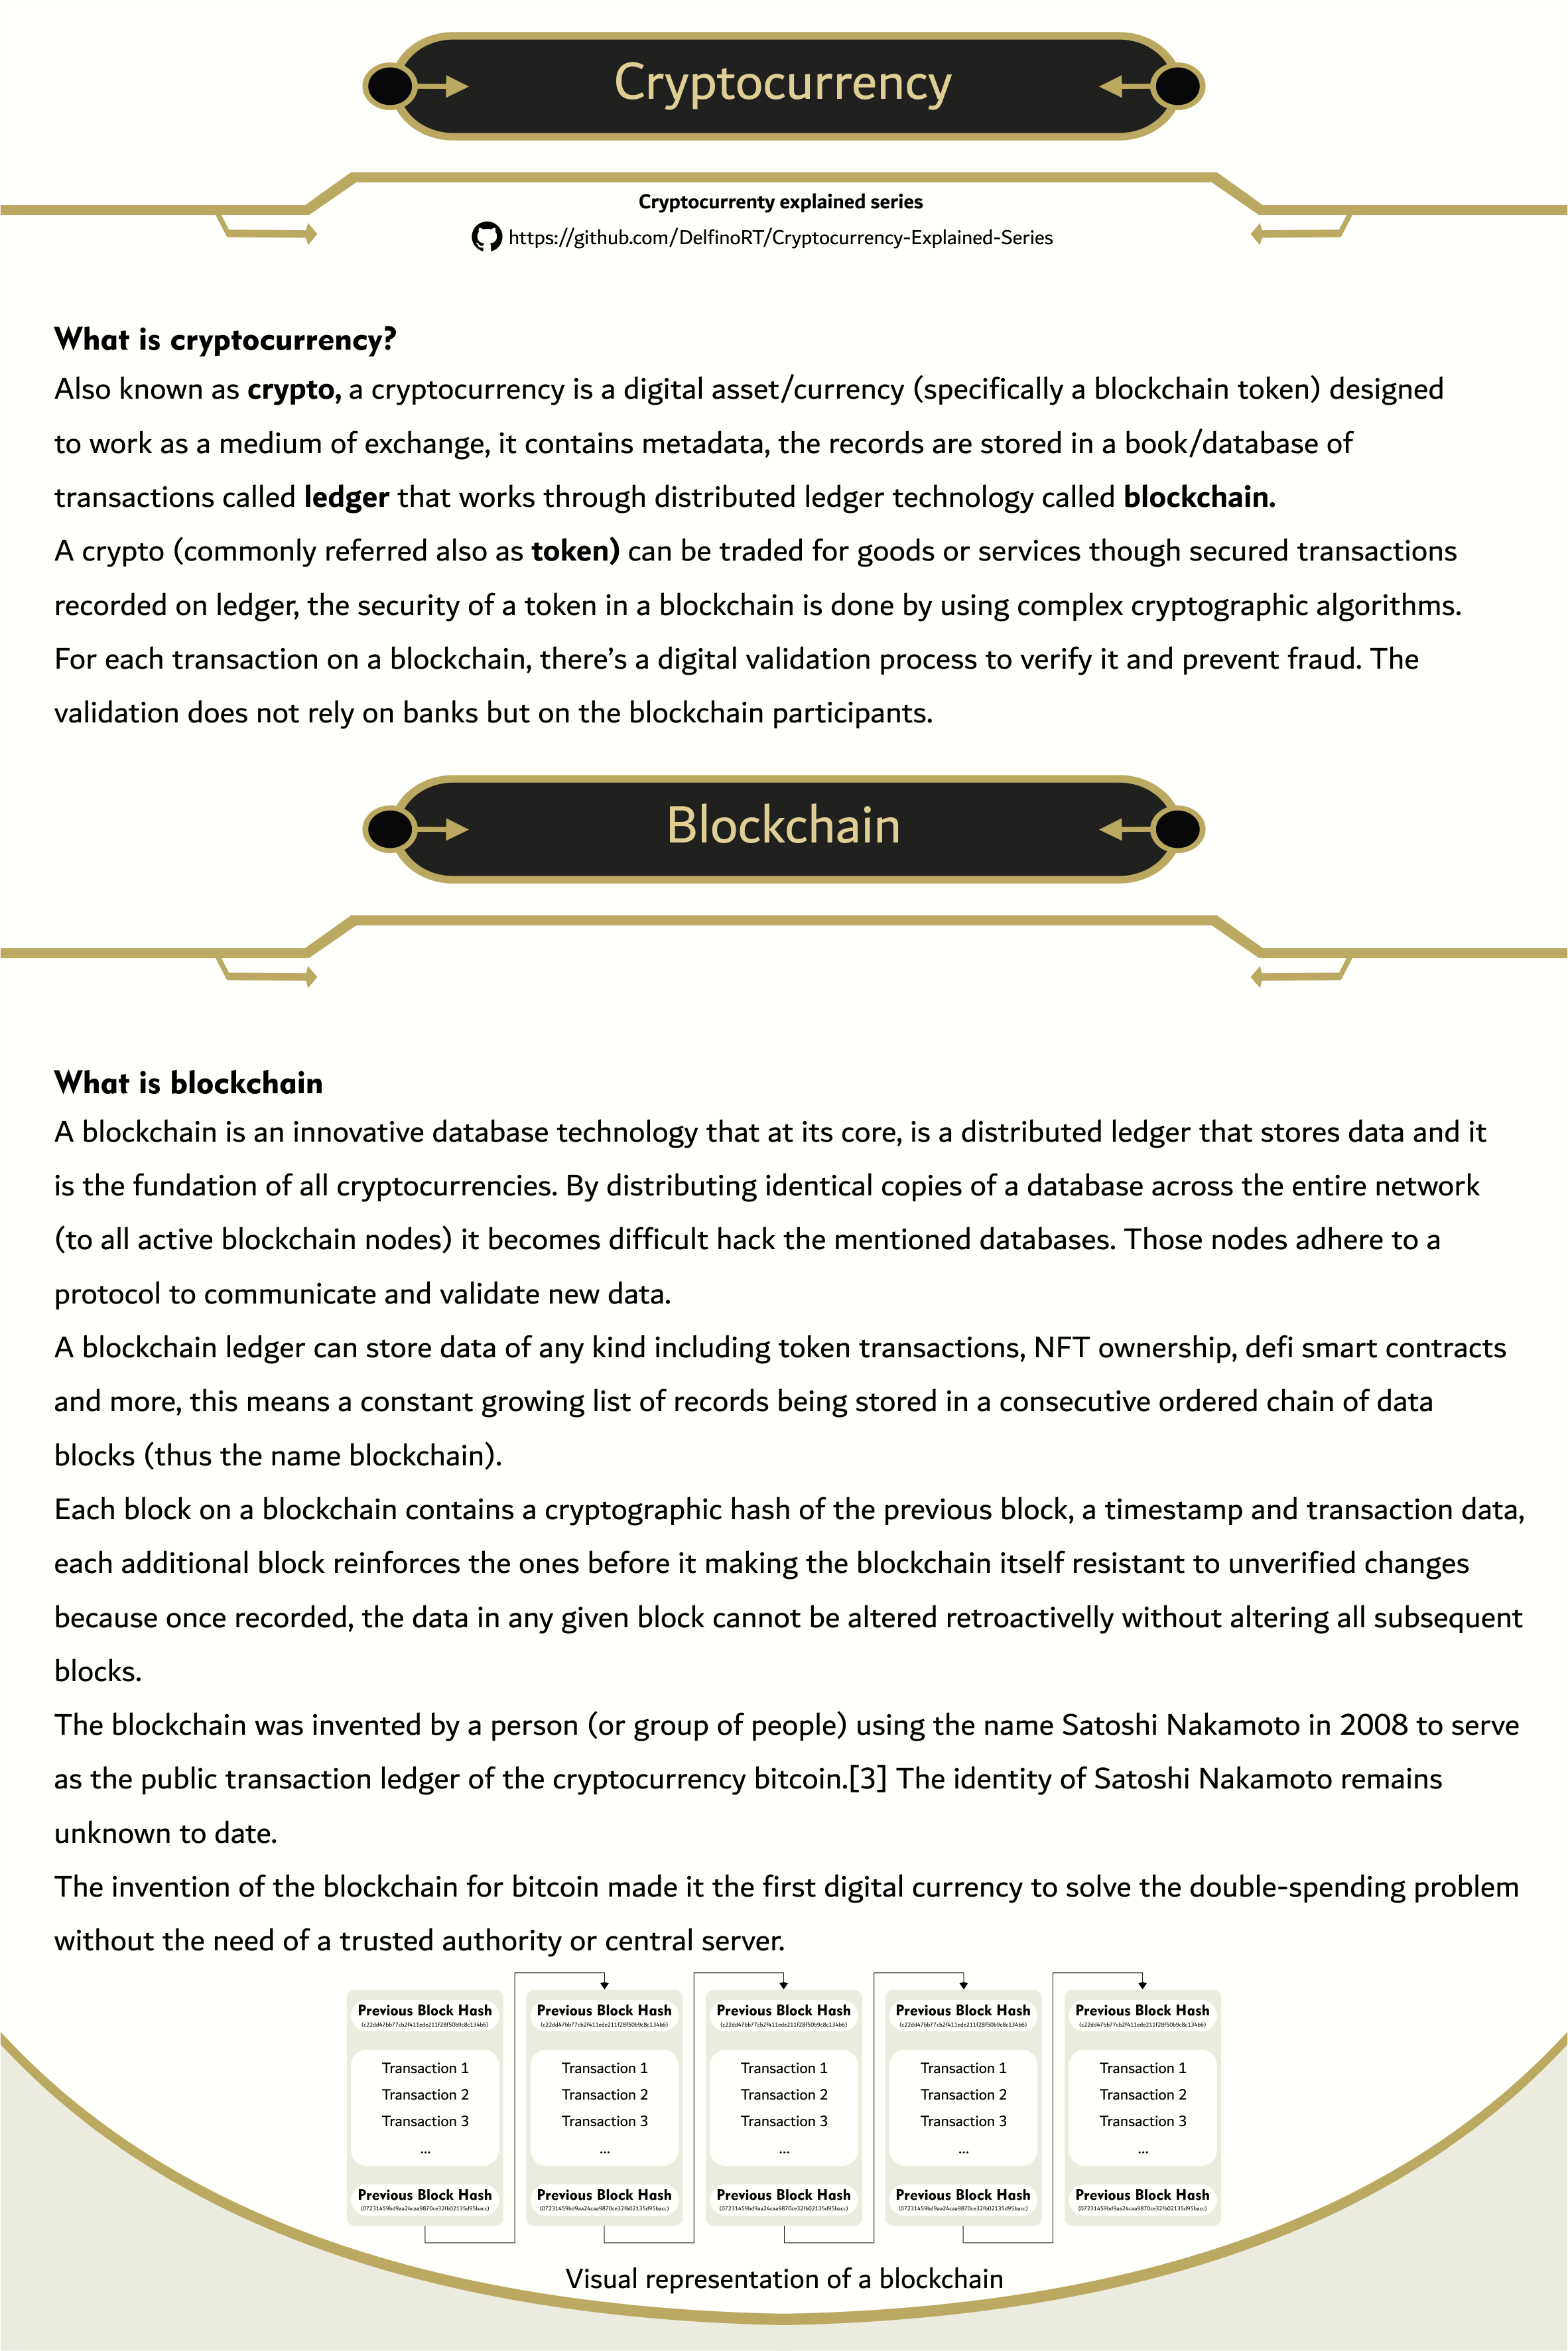 Cryptocurrency
Cryptocurrenty explained series
https://github.com/DelfinoRT/Cryptocurrency-Explained-Series
What is cryptocurrency?
Also known as crypto, a cryptocurrency is a digital asset/currency (specifically a blockchain token) designed
to work as a medium of exchange, it contains metadata, the records are stored in a book/database of
transactions called ledger that works through distributed ledger technology called blockchain.
A crypto (commonly referred also as token) can be traded for goods or services though secured transactions
recorded on ledger, the security of a token in a blockchain is done by using complex cryptographic algorithms.
For each transaction on a blockchain, there’s a digital validation process to verify it and prevent fraud. The
validation does not rely on banks but on the blockchain participants.
Blockchain
What is blockchain
A blockchain is an innovative database technology that at its core, is a distributed ledger that stores data and it
is the fundation of all cryptocurrencies. By distributing identical copies of a database across the entire network
(to all active blockchain nodes) it becomes difficult hack the mentioned databases. Those nodes adhere to a
protocol to communicate and validate new data.
A blockchain ledger can store data of any kind including token transactions, NFT ownership, defi smart contracts
and more, this means a constant growing list of records being stored in a consecutive ordered chain of data
blocks (thus the name blockchain).
Each block on a blockchain contains a cryptographic hash of the previous block, a timestamp and transaction data,
each additional block reinforces the ones before it making the blockchain itself resistant to unverified changes
because once recorded, the data in any given block cannot be altered retroactivelly without altering all subsequent
blocks.
The blockchain was invented by a person (or group of people) using the name Satoshi Nakamoto in 2008 to serve
as the public transaction ledger of the cryptocurrency bitcoin.[3] The identity of Satoshi Nakamoto remains
unknown to date.
The invention of the blockchain for bitcoin made it the first digital currency to solve the double-spending problem
without the need of a trusted authority or central server.
Previous Block Hash Previous Block Hash Previous Block Hash Previous Block Hash Previous Block Hash
(c22dd47bb77cb2f411ede211f28f50b9c8c134b6) (c22dd47bb77cb2f411ede211f28f50b9c8c134b6) (c22dd47bb77cb2f411ede211f28f50b9c8c134b6) (c22dd47bb77cb2f411ede211f28f50b9c8c134b6) (c22dd47bb77cb2f411ede211f28f50b9c8c134b6)
Transaction 1 Transaction 1 Transaction 1 Transaction 1 Transaction 1
Transaction 2 Transaction 2 Transaction 2 Transaction 2 Transaction 2
Transaction 3 Transaction 3 Transaction 3 Transaction 3 Transaction 3
... ... ... ... ...
Previous Block Hash Previous Block Hash Previous Block Hash Previous Block Hash Previous Block Hash
(07231459bd9aa24caa9870ce32fb02135d95bacc) (07231459bd9aa24caa9870ce32fb02135d95bacc) (07231459bd9aa24caa9870ce32fb02135d95bacc) (07231459bd9aa24caa9870ce32fb02135d95bacc) (07231459bd9aa24caa9870ce32fb02135d95bacc)
Visual representation of a blockchain